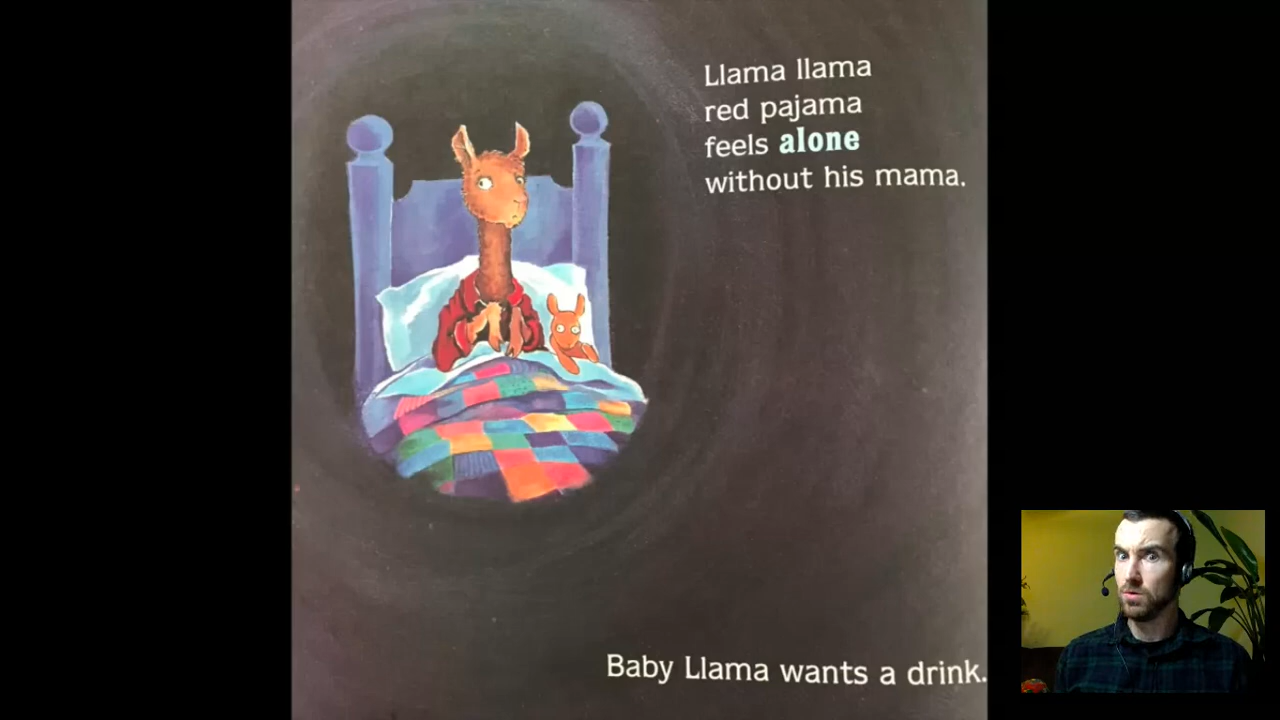 Llama llama
red pajama
feels alone
without his mama.
Baby Llama wants a drink.